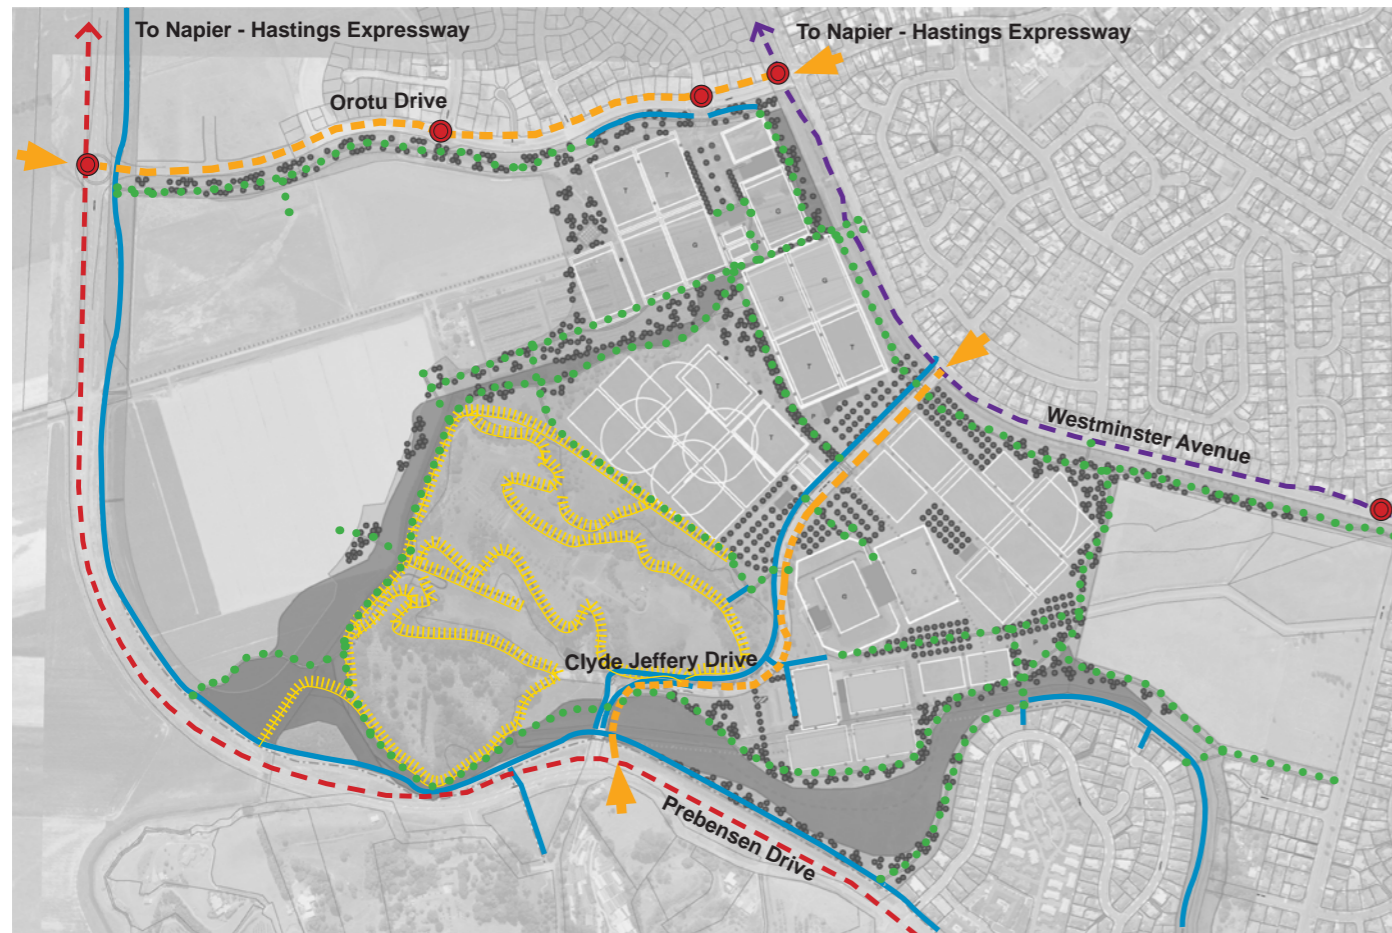 To Napier - Hastings Expressway
To Napier - Hastings Expressway
Orotu Drive
Westminster Avenue
Clyde Jeffery Drive
Prebensen Drive